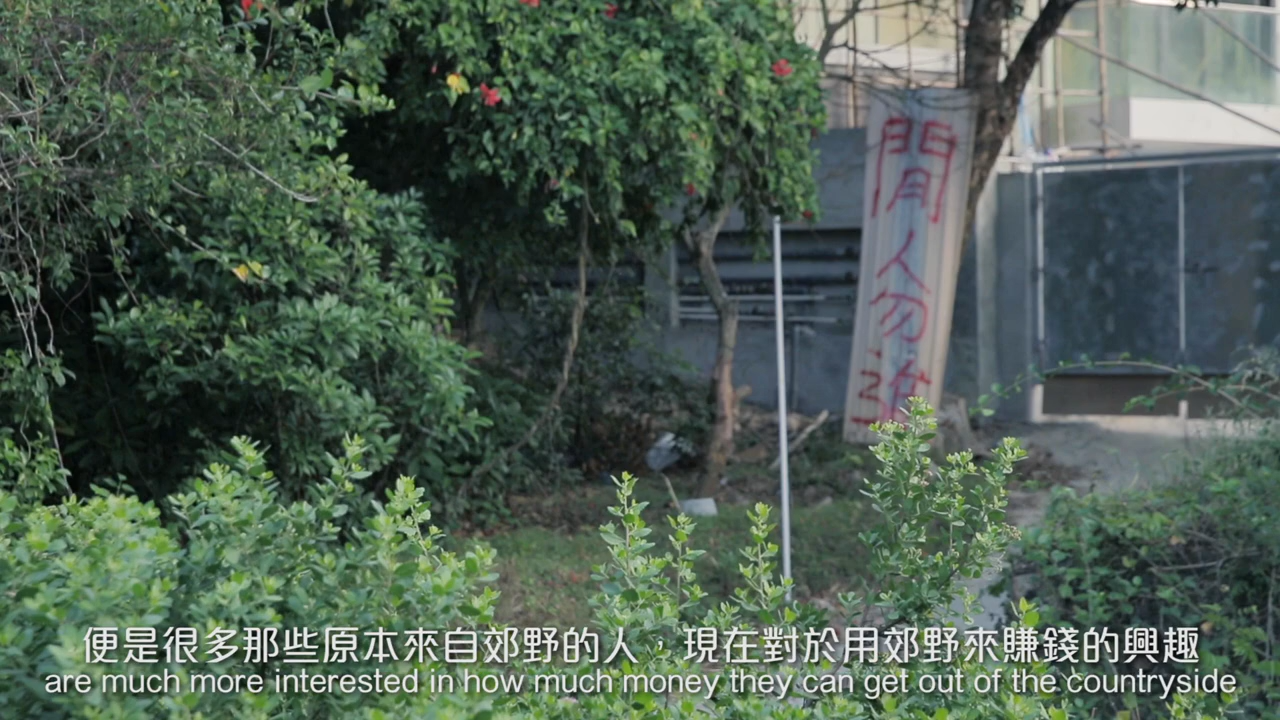 閒人勿進
便是很多那些原本來自郊野的人，現在對於用郊野來賺錢的興趣
are much more interested in how much money they can get out of the countryside